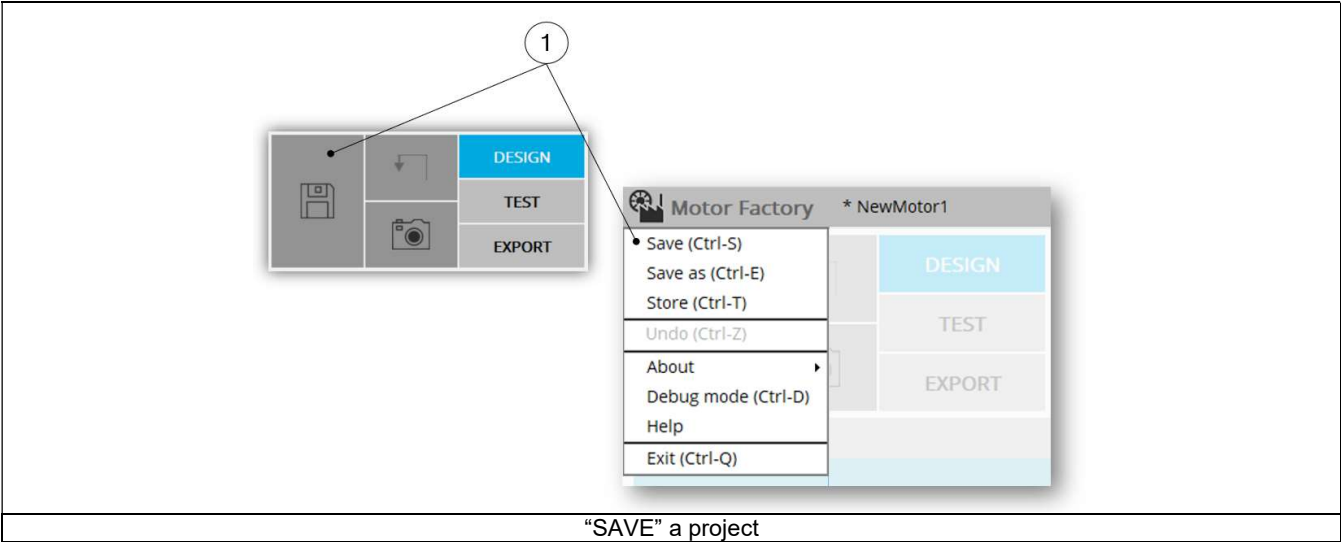 1
DESIGN
TEST
EXPORT
Motor Factory * NewMotor1
Save (Ctrl-S)
Save as (Ctrl-E)
Store (Ctrl-T)
Undo (Ctrl-Z)
About
Debug mode (Ctrl-D)
Help
Exit (Ctrl-Q)
DESIGN
TEST
EXPORT
“SAVE” a project